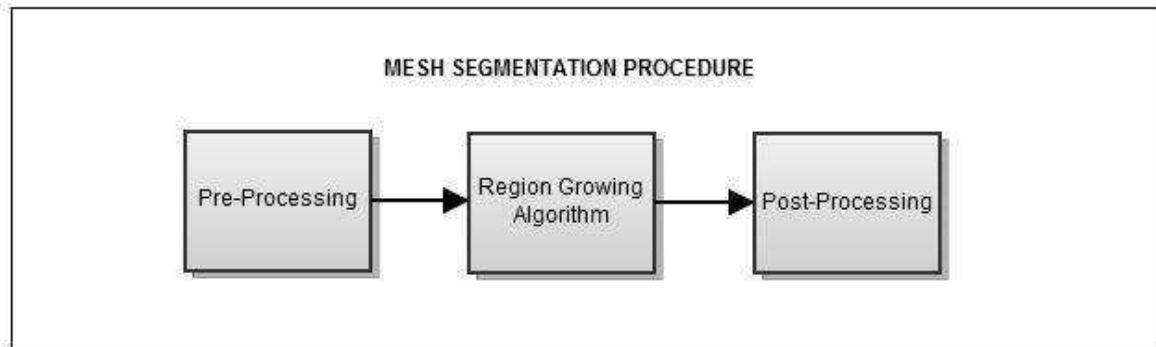 MESH SEGMENTATION PROCEDURE
Pre-Processing
Region Growing
Algorithm
Post-Processing